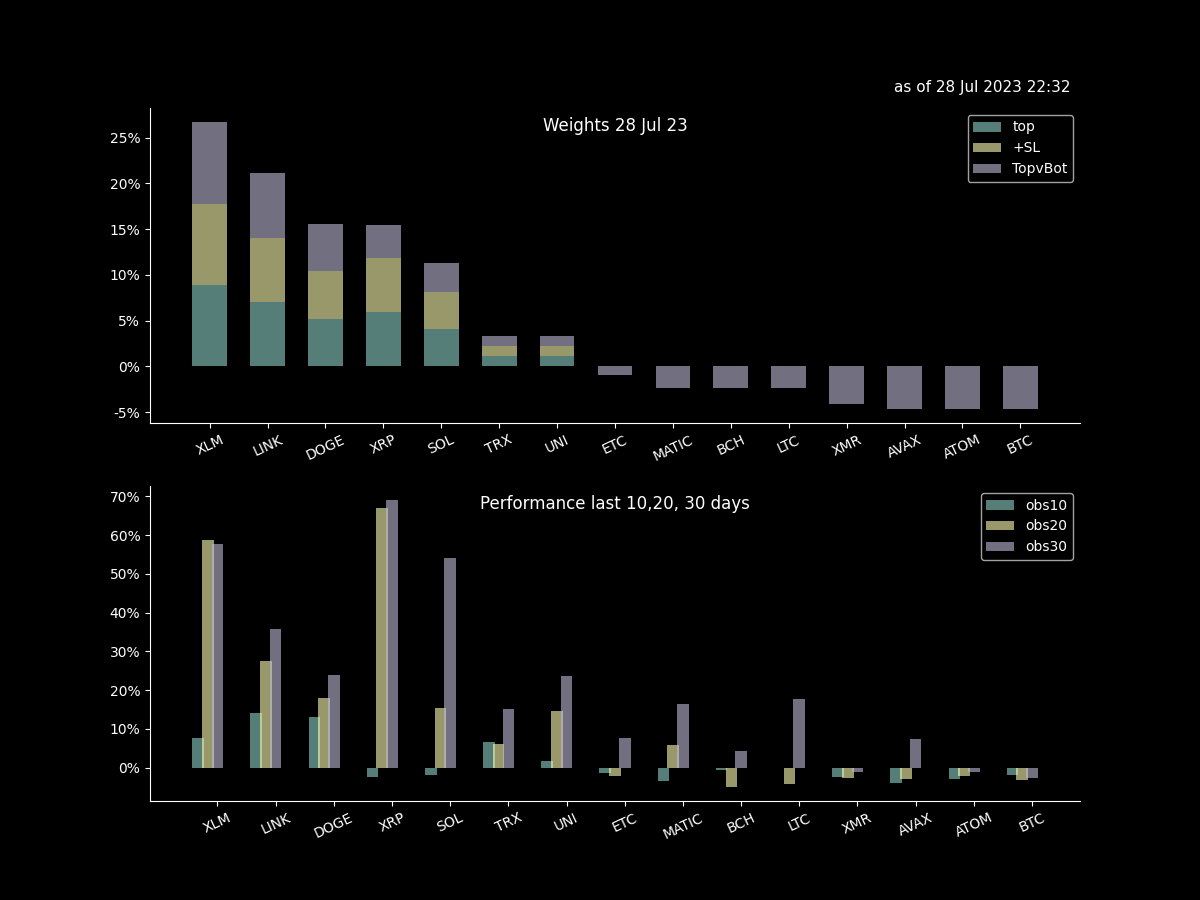 as of 28 Jul 2023 22:32
Weights 28 Jul 23
top
+SL
TopvBot
25%
20%
15%
10%
5%
0%
-5%
XLM LINK DOGE XRP SOL TRX UNI ETC MATIC BCH LTC XMR AVAX ATOM BTC
Performance last 10,20, 30 days
obs10
obs20
obs30
70%
60%
50%
40%
30%
20%
10%
0%
XLM LINK DOGE XRP SOL TRX UNI ETC MATIC BCH LTC XMR AVAX ATOM BTC